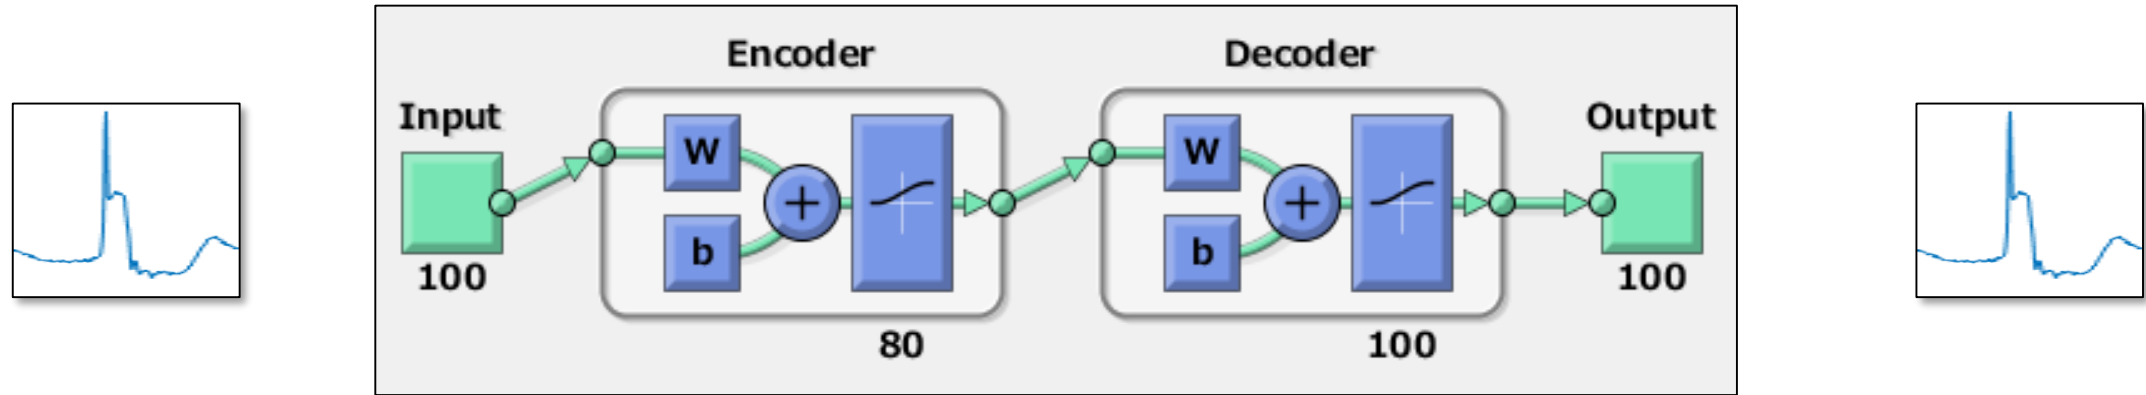 Encoder
Decoder
Input
Output
W
W
+
+
b
b
100
100
80
100